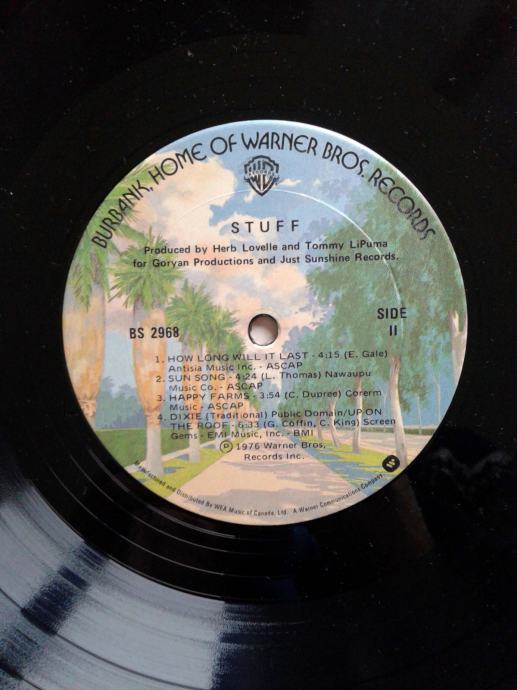 BURBANK, HOME OF WARNER BROS. RECORDS
STUFF
Produced by Herb Lovelle and Tommy LiPuma
for Goryan Productions and Just Sunshine Records.
BS 2968
SIDE
II
1. HOW LONG WILL IT LAST - 4:15 (E. Gale)
Antisia Music Inc. - ASCAP
2. SUN SONG - 4:24 (L. Thomas) Nawaupu
Music Co. - ASCAP
3. HAPPY FARMS - 3:54 (C. Dupree) Corerm
Music - ASCAP
4. DIXIE (Traditional) Public Domain/UP ON
THE ROOF - 6:33 (G. Coffin, C. King) Screen
Gems - EMI Music, Inc. - BMI
℗ 1976 Warner Bros.
Records Inc.
Manufactured and Distributed By WEA Music of Canada, Ltd. A Warner Communications Company